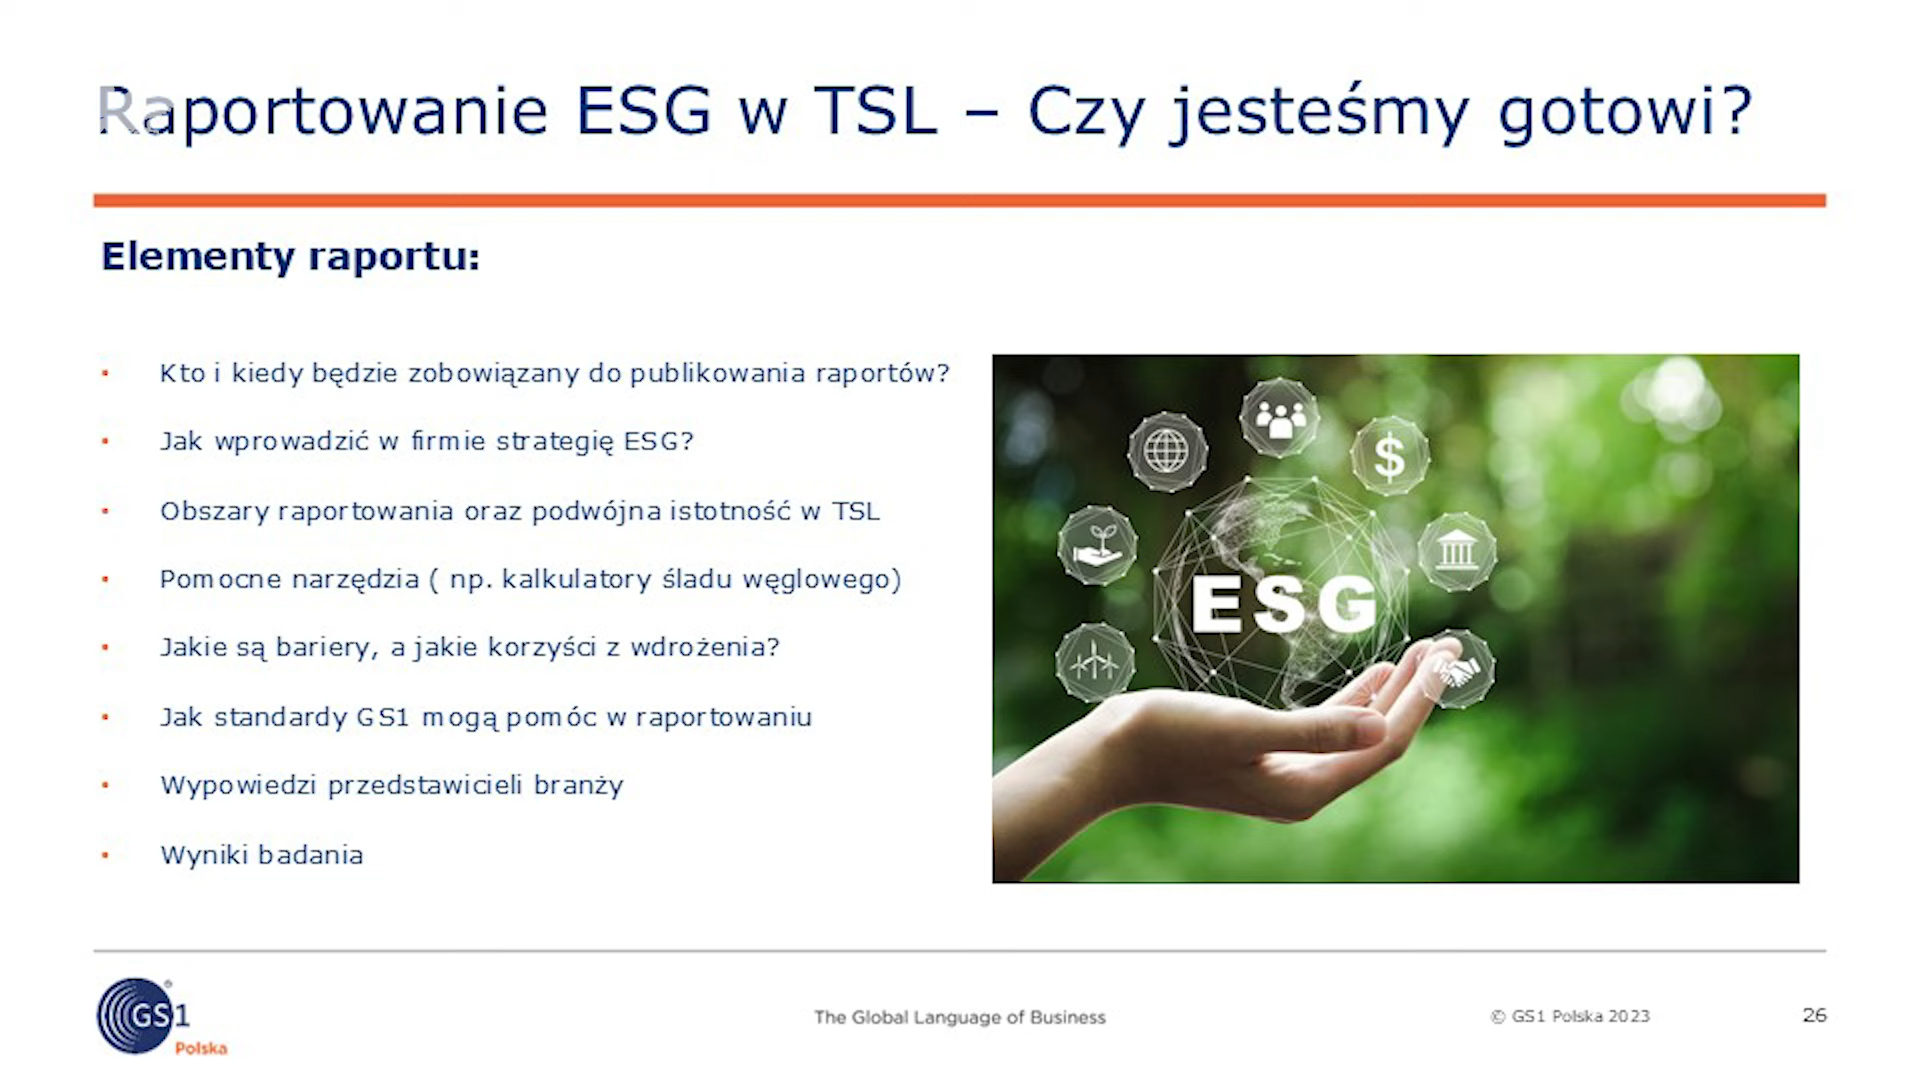 Raportowanie ESG w TSL – Czy jesteśmy gotowi?
Elementy raportu:
• Kto i kiedy będzie zobowiązany do publikowania raportów?
• Jak wprowadzić w firmie strategię ESG?
• Obszary raportowania oraz podwójna istotność w TSL
• Pomocne narzędzia ( np. kalkulatory śladu węglowego)
• Jakie są bariery, a jakie korzyści z wdrożenia?
• Jak standardy GS1 mogą pomóc w raportowaniu
• Wypowiedzi przedstawicieli branży
• Wyniki badania
$
ESG
GS1 ®
Polska
The Global Language of Business
© GS1 Polska 2023
26